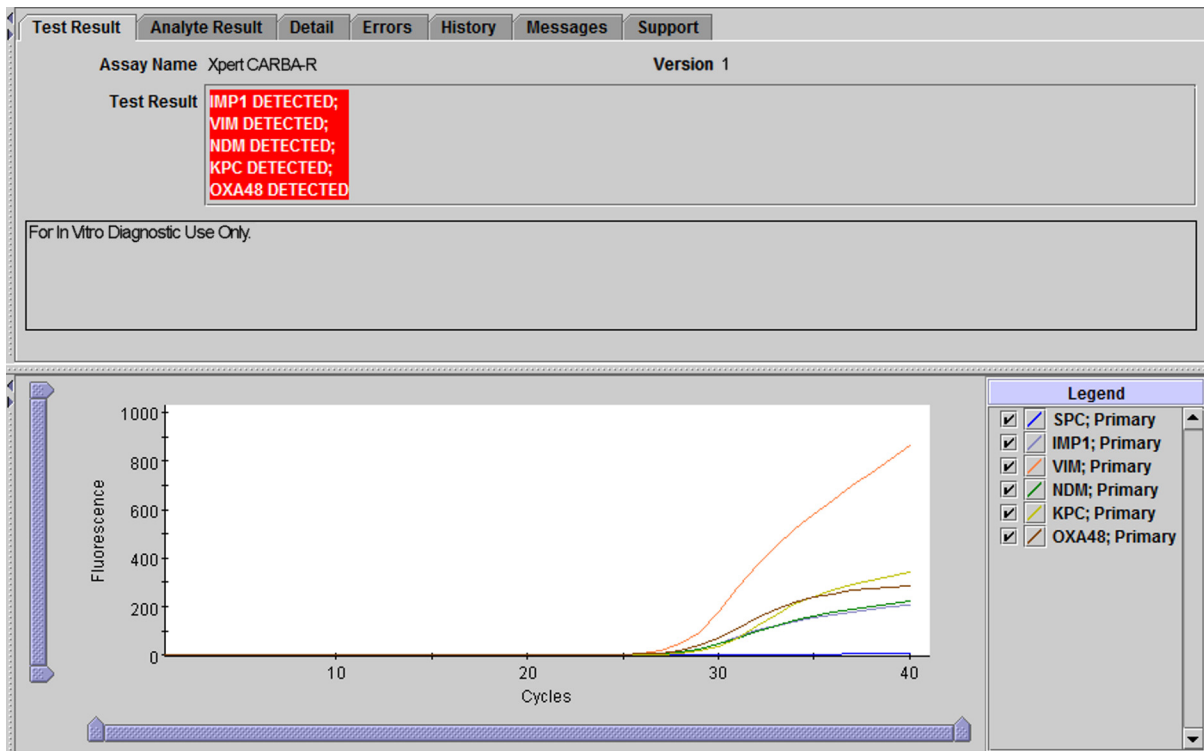 Test Result Analyte Result Detail Errors History Messages Support
Assay Name Xpert CARBA-R Version 1
Test Result IMP1 DETECTED;
VIM DETECTED;
NDM DETECTED;
KPC DETECTED;
OXA48 DETECTED
For In Vitro Diagnostic Use Only.
Legend
SPC; Primary
IMP1; Primary
VIM; Primary
NDM; Primary
KPC; Primary
OXA48; Primary
1000
800
600
400
200
0
Fluorescence
10 20 30 40
Cycles